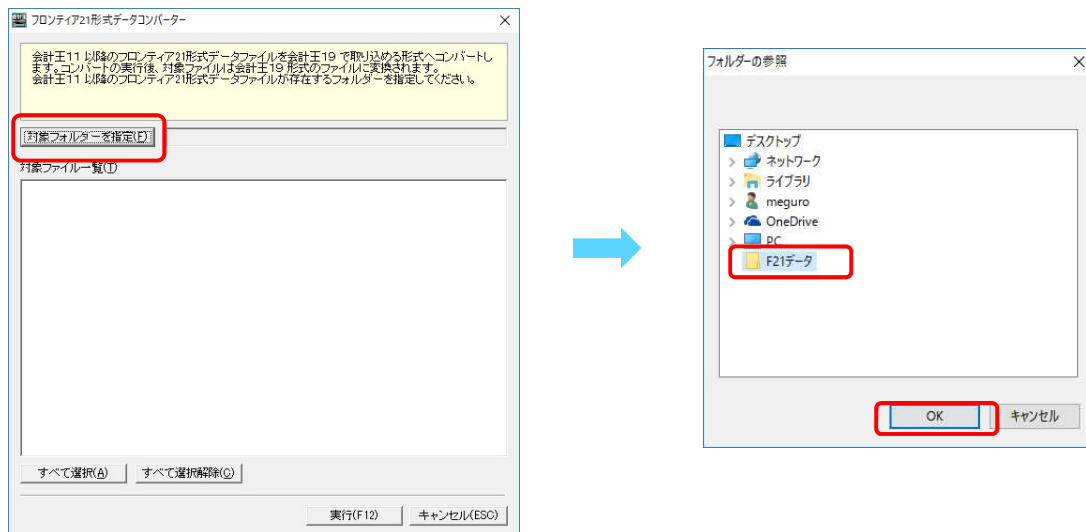 フロンティア21形式データコンバーター
会計王11 以降のフロンティア21形式データファイルを会計王19 で取り込める形式へコンバートし
ます。コンバートの実行後、対象ファイルは会計王19 形式のファイルに変換されます。
会計王11 以降のフロンティア21形式データファイルが存在するフォルダーを指定してください。
対象フォルダーを指定(F)
対象ファイル一覧(T)
すべて選択(A)
すべて選択解除(C)
実行(F12)
キャンセル(ESC)
フォルダーの参照
デスクトップ
ネットワーク
ライブラリ
meguro
OneDrive
PC
F21データ
OK
キャンセル